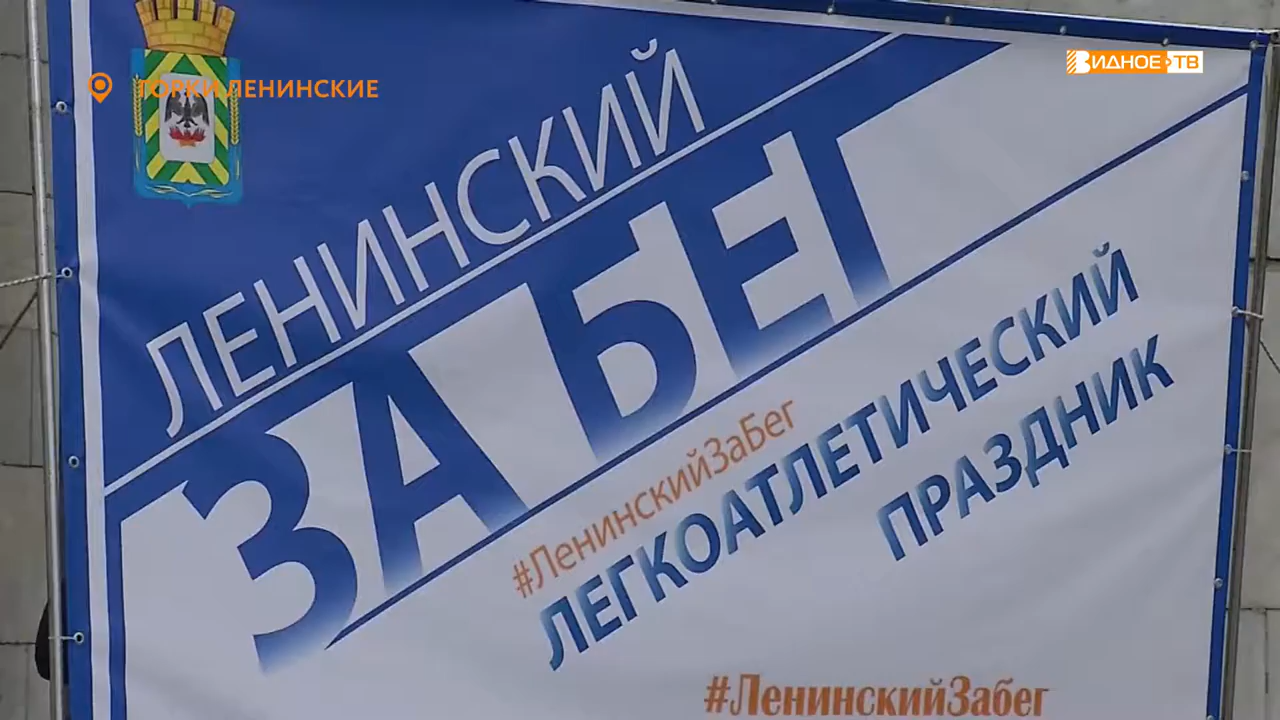 ГОРКИ ЛЕНИНСКИЕ
ВИДНОЕ ТВ
ЛЕНИНСКИЙ
ЗАБЕГ
#ЛенинскийЗаБег
ЛЕГКОАТЛЕТИЧЕСКИЙ
ПРАЗДНИК
#ЛенинскийЗабег